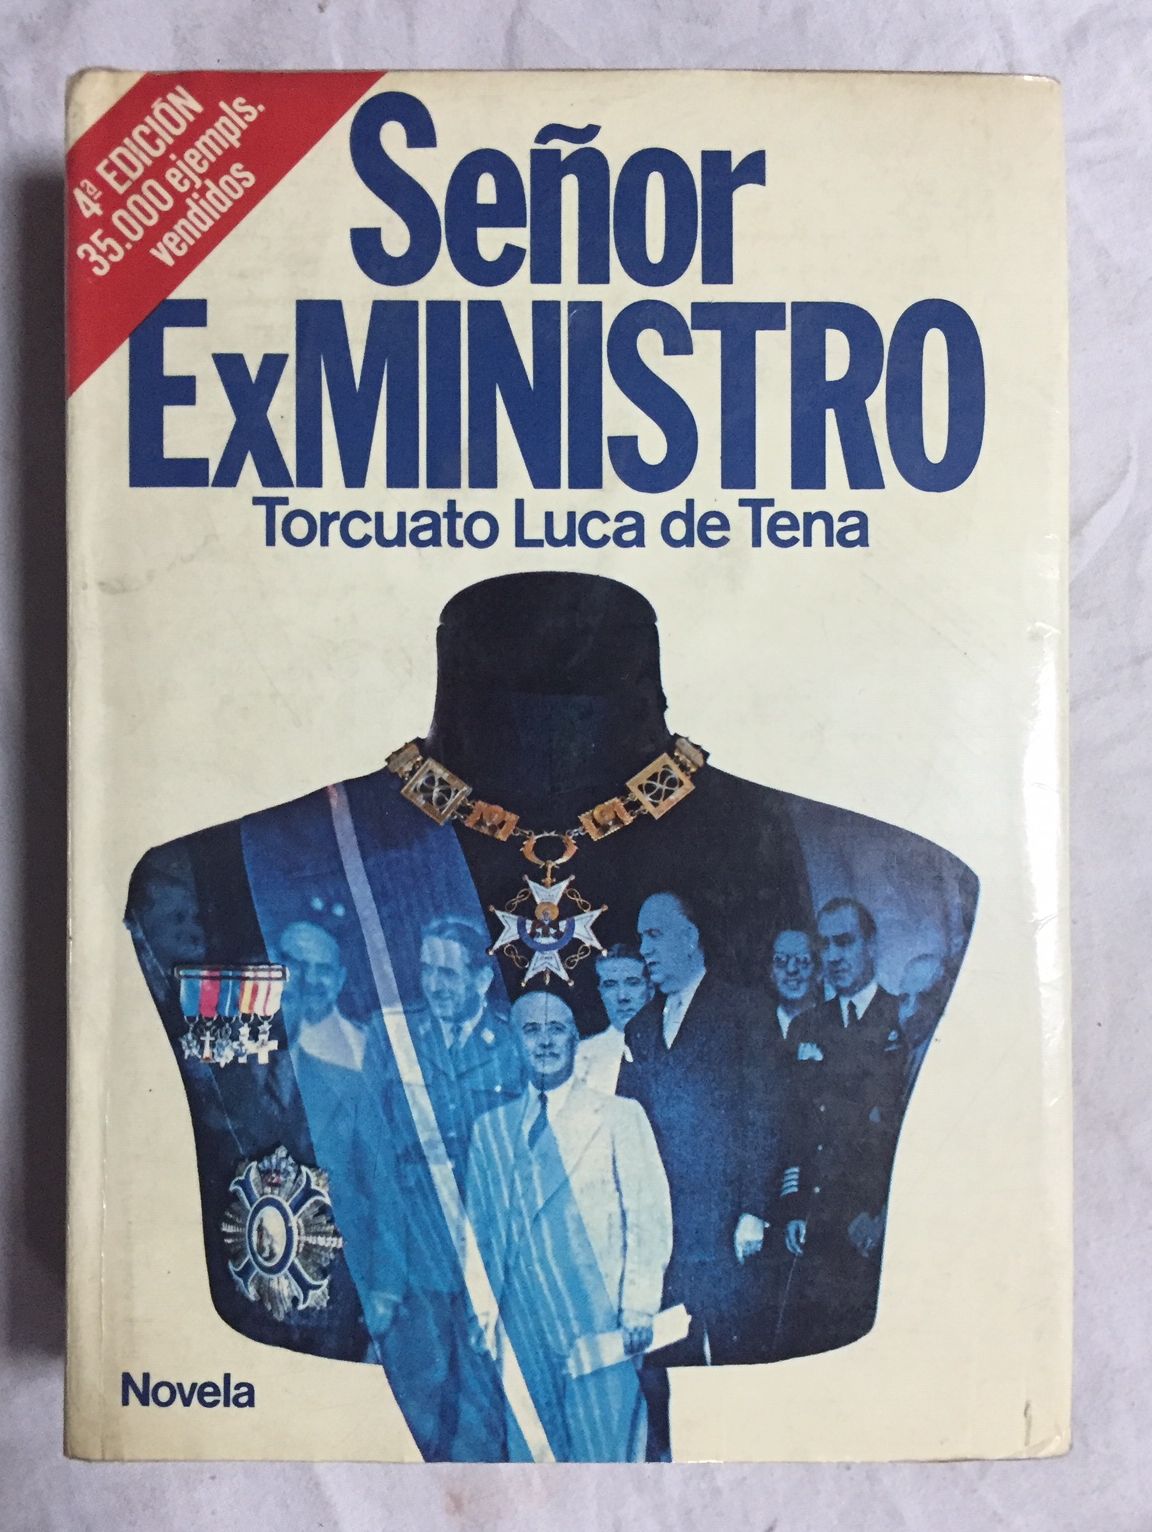 4ª EDICIÓN
35.000 ejempls.
vendidos
Señor
ExMINISTRO
Torcuato Luca de Tena
Novela